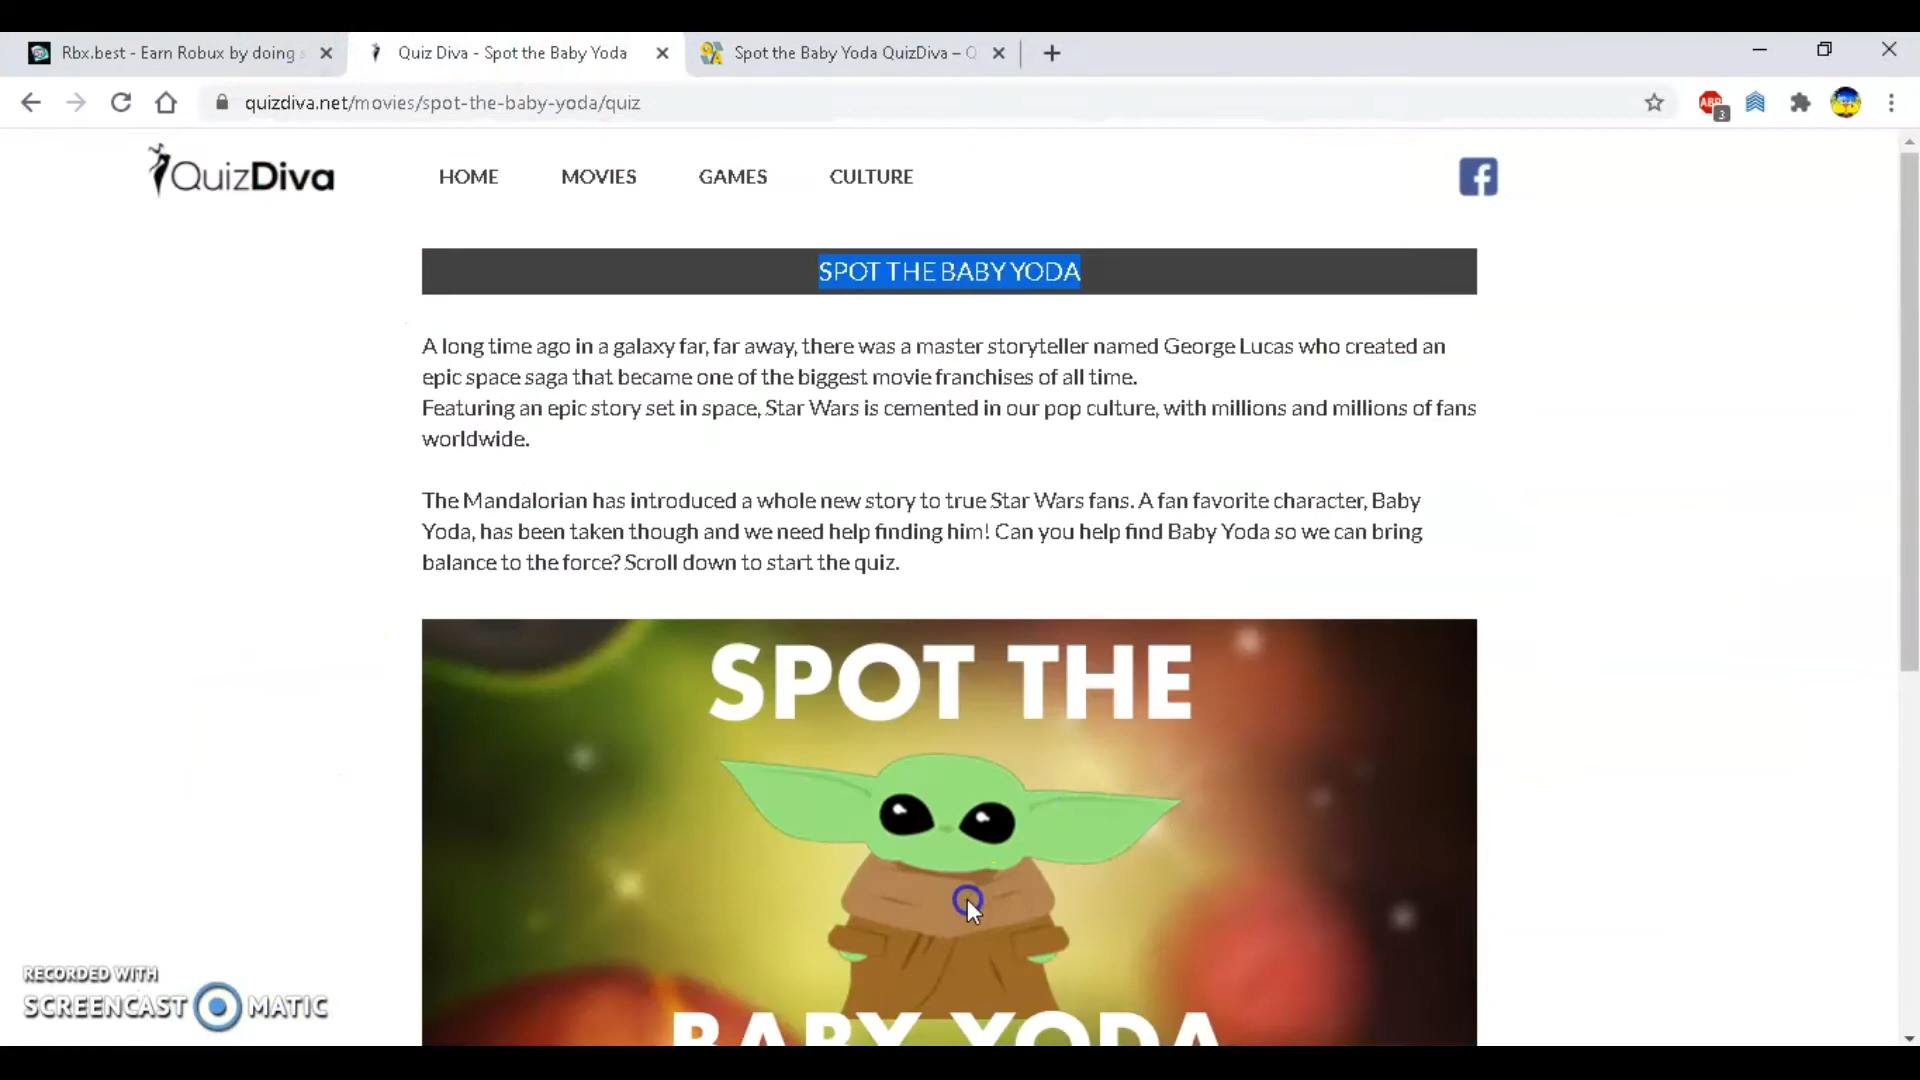 Rbx.best - Earn Robux by doing s
Quiz Diva - Spot the Baby Yoda
Spot the Baby Yoda QuizDiva – Q
quizdiva.net/movies/spot-the-baby-yoda/quiz
ABP
3
QuizDiva
HOME
MOVIES
GAMES
CULTURE
SPOT THE BABY YODA
A long time ago in a galaxy far, far away, there was a master storyteller named George Lucas who created an
epic space saga that became one of the biggest movie franchises of all time.
Featuring an epic story set in space, Star Wars is cemented in our pop culture, with millions and millions of fans
worldwide.
The Mandalorian has introduced a whole new story to true Star Wars fans. A fan favorite character, Baby
Yoda, has been taken though and we need help finding him! Can you help find Baby Yoda so we can bring
balance to the force? Scroll down to start the quiz.
SPOT THE
BABY YODA
RECORDED WITH
SCREENCAST MATIC